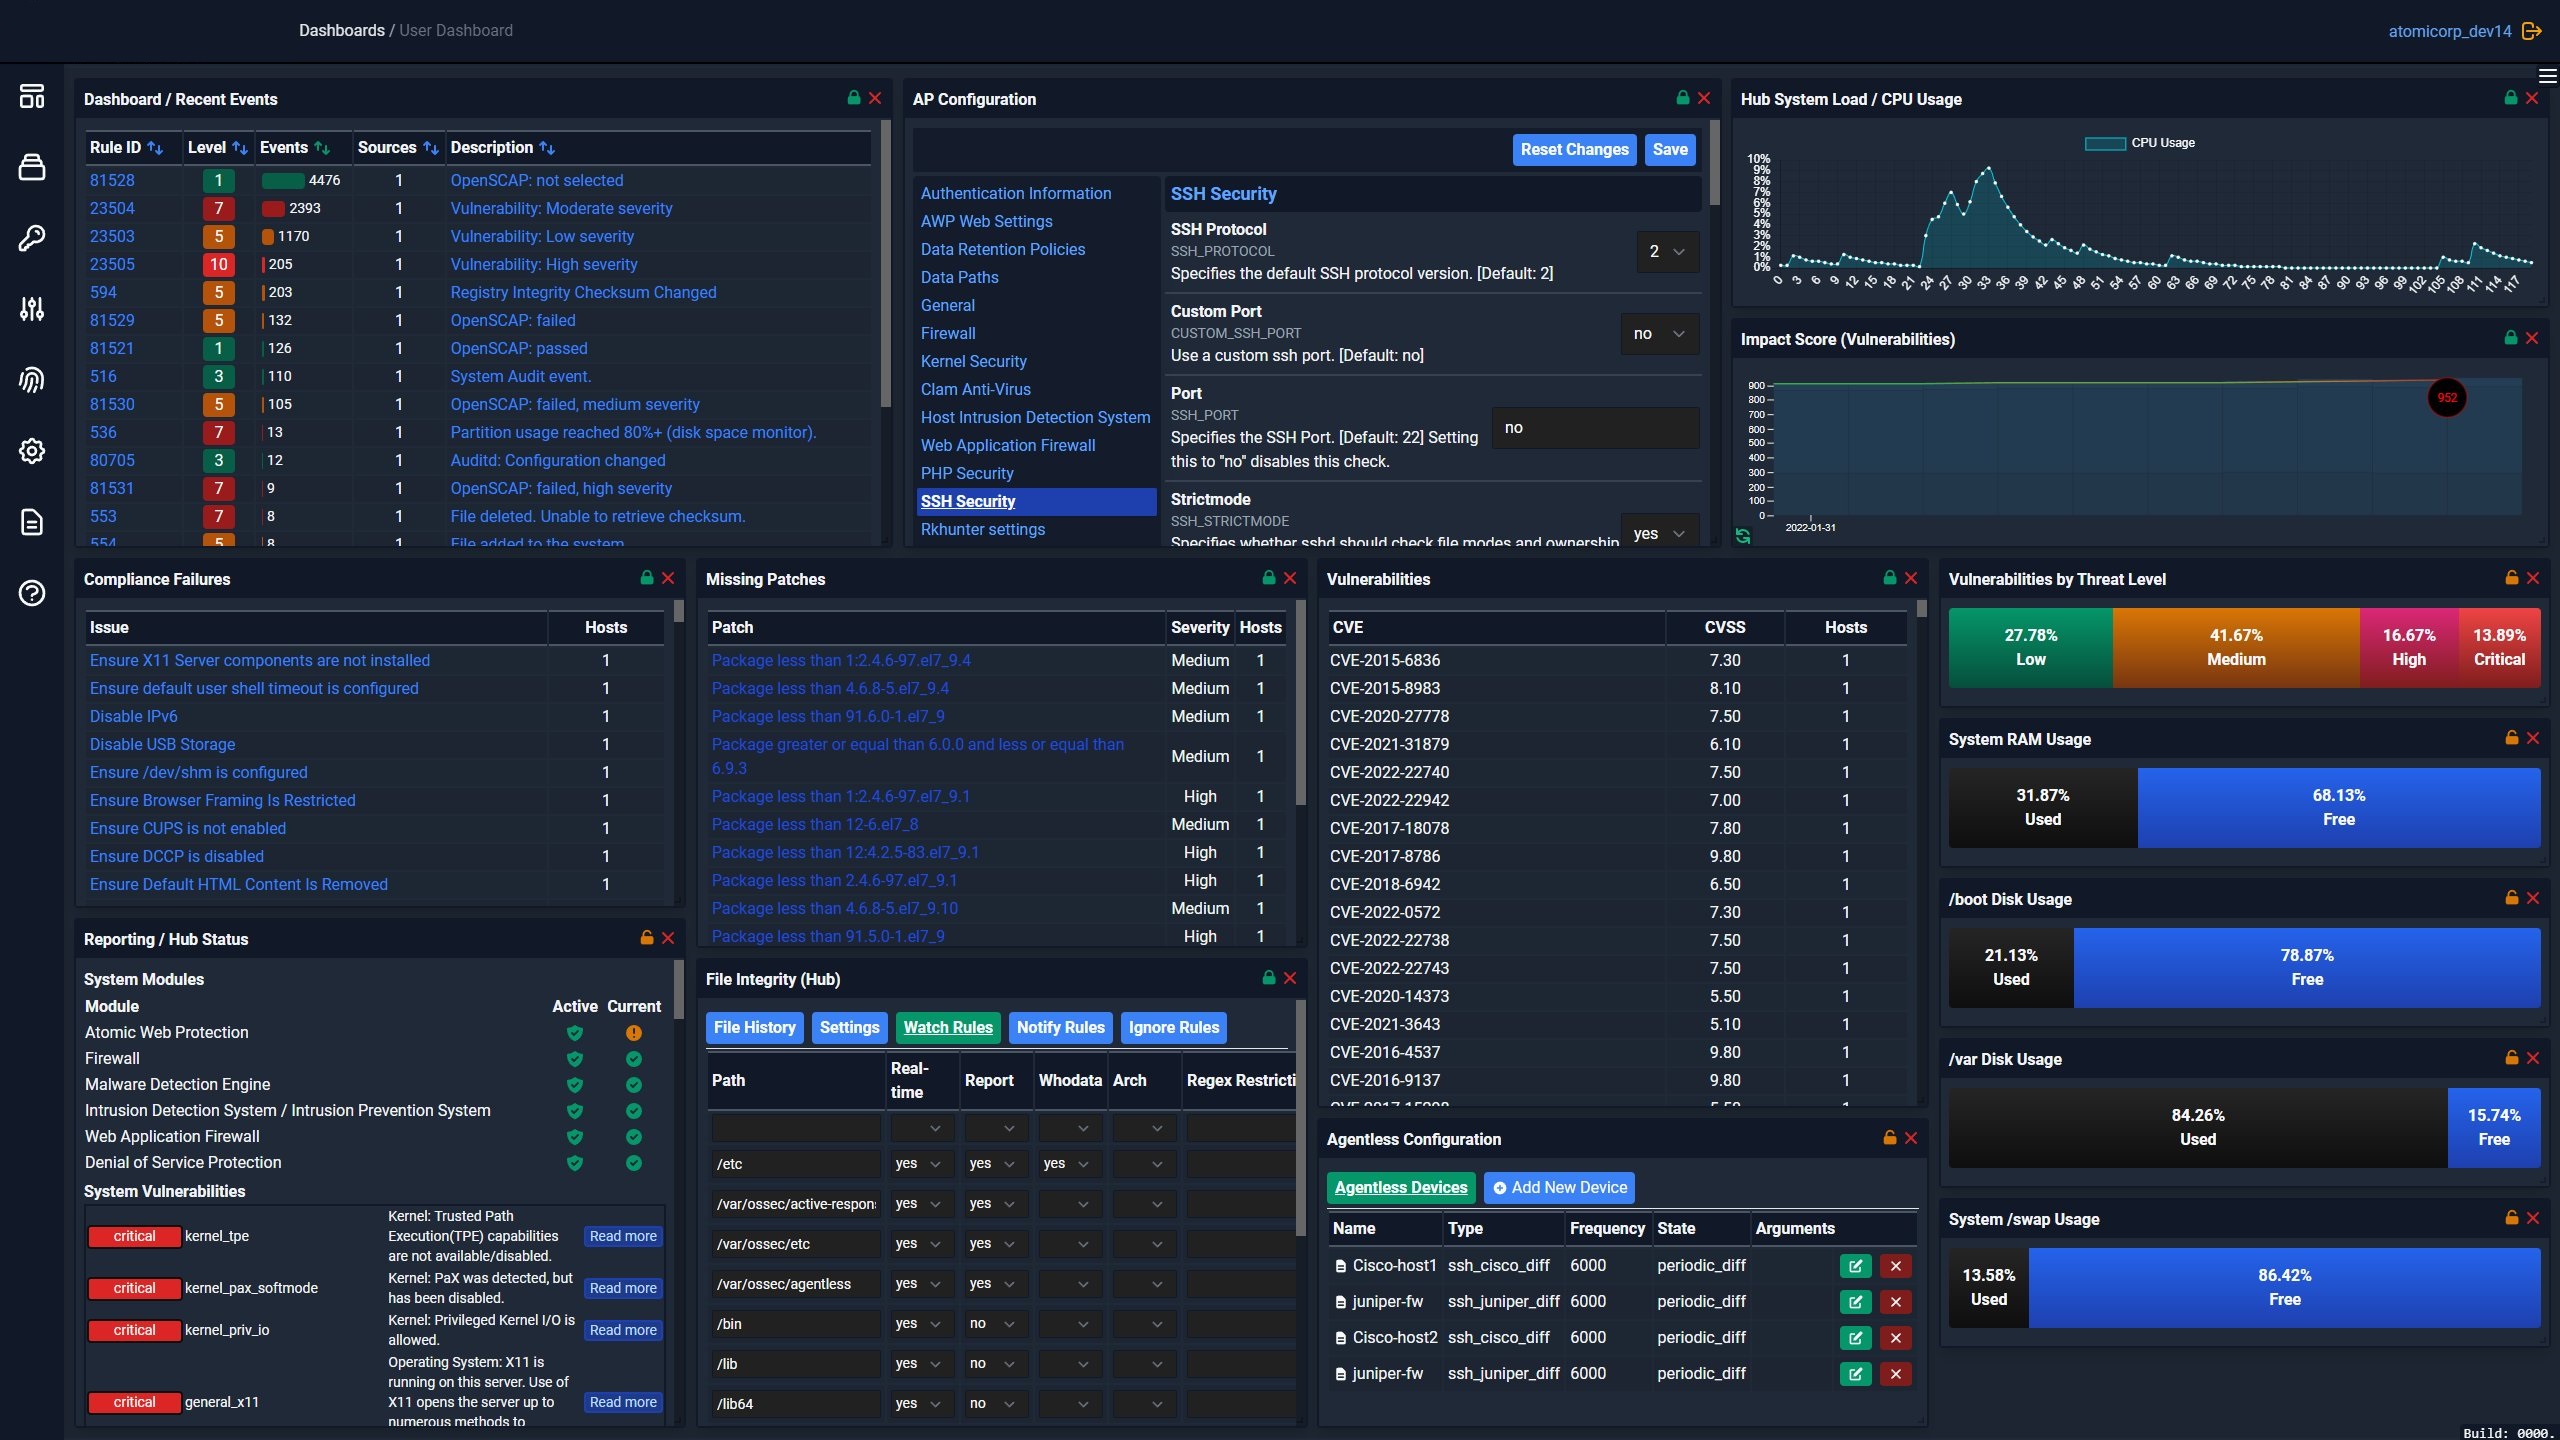 Dashboards / User Dashboard
atomicorp_dev14
Dashboard / Recent Events
Rule ID Level Events Sources Description
81528 1 4476 1 OpenSCAP: not selected
23504 7 2393 1 Vulnerability: Moderate severity
23503 5 1170 1 Vulnerability: Low severity
23505 10 205 1 Vulnerability: High severity
594 5 203 1 Registry Integrity Checksum Changed
81529 5 132 1 OpenSCAP: failed
81521 1 126 1 OpenSCAP: passed
516 3 110 1 System Audit event.
81530 5 105 1 OpenSCAP: failed, medium severity
536 7 13 1 Partition usage reached 80%+ (disk space monitor).
80705 3 12 1 Auditd: Configuration changed
81531 7 9 1 OpenSCAP: failed, high severity
553 7 8 1 File deleted. Unable to retrieve checksum.
554 5 8 1 File added to the system
AP Configuration
Reset Changes Save
Authentication Information
AWP Web Settings
Data Retention Policies
Data Paths
General
Firewall
Kernel Security
Clam Anti-Virus
Host Intrusion Detection System
Web Application Firewall
PHP Security
SSH Security
Rkhunter settings
SSH Security
SSH Protocol
SSH_PROTOCOL
Specifies the default SSH protocol version. [Default: 2]
2
Custom Port
CUSTOM_SSH_PORT
Use a custom ssh port. [Default: no]
no
Port
SSH_PORT
Specifies the SSH Port. [Default: 22] Setting
this to "no" disables this check.
no
Strictmode
SSH_STRICTMODE
Specifies whether sshd should check file modes and ownership
yes
Hub System Load / CPU Usage
CPU Usage
10%
9%
8%
7%
6%
5%
4%
3%
2%
1%
0%
0 3 6 9 12 15 18 21 24 27 30 33 36 39 42 45 48 51 54 57 60 63 66 69 72 75 78 81 84 87 90 93 96 99 102 105 108 111 114 117
Impact Score (Vulnerabilities)
900
800
700
600
500
400
300
200
100
0
952
2022-01-31
Compliance Failures
Issue Hosts
Ensure X11 Server components are not installed 1
Ensure default user shell timeout is configured 1
Disable IPv6 1
Disable USB Storage 1
Ensure /dev/shm is configured 1
Ensure Browser Framing Is Restricted 1
Ensure CUPS is not enabled 1
Ensure DCCP is disabled 1
Ensure Default HTML Content Is Removed 1
Missing Patches
Patch Severity Hosts
Package less than 1:2.4.6-97.el7_9.4 Medium 1
Package less than 4.6.8-5.el7_9.4 Medium 1
Package less than 91.6.0-1.el7_9 Medium 1
Package greater or equal than 6.0.0 and less or equal than
6.9.3 Medium 1
Package less than 1:2.4.6-97.el7_9.1 High 1
Package less than 12-6.el7_8 Medium 1
Package less than 12:4.2.5-83.el7_9.1 High 1
Package less than 2.4.6-97.el7_9.1 High 1
Package less than 4.6.8-5.el7_9.10 Medium 1
Package less than 91.5.0-1.el7_9 High 1
Vulnerabilities
CVE CVSS Hosts
CVE-2015-6836 7.30 1
CVE-2015-8983 8.10 1
CVE-2020-27778 7.50 1
CVE-2021-31879 6.10 1
CVE-2022-22740 7.50 1
CVE-2022-22942 7.00 1
CVE-2017-18078 7.80 1
CVE-2017-8786 9.80 1
CVE-2018-6942 6.50 1
CVE-2022-0572 7.30 1
CVE-2022-22738 7.50 1
CVE-2022-22743 7.50 1
CVE-2020-14373 5.50 1
CVE-2021-3643 5.10 1
CVE-2016-4537 9.80 1
CVE-2016-9137 9.80 1
Vulnerabilities by Threat Level
27.78% 41.67% 16.67% 13.89%
Low Medium High Critical
System RAM Usage
31.87% 68.13%
Used Free
/boot Disk Usage
21.13% 78.87%
Used Free
/var Disk Usage
84.26% 15.74%
Used Free
System /swap Usage
13.58% 86.42%
Used Free
Reporting / Hub Status
System Modules
Module Active Current
Atomic Web Protection
Firewall
Malware Detection Engine
Intrusion Detection System / Intrusion Prevention System
Web Application Firewall
Denial of Service Protection
System Vulnerabilities
critical kernel_tpe Kernel: Trusted Path
Execution(TPE) capabilities
are not available/disabled. Read more
critical kernel_pax_softmode Kernel: PaX was detected, but
has been disabled. Read more
critical kernel_priv_io Kernel: Privileged Kernel I/O is
allowed. Read more
critical general_x11 Operating System: X11 is
running on this server. Use of
X11 opens the server up to
numerous methods to Read more
File Integrity (Hub)
File History Settings Watch Rules Notify Rules Ignore Rules
Path Real-time Report Whodata Arch Regex Restricti
/etc yes yes yes
/var/ossec/active-respon yes yes
/var/ossec/etc yes yes
/var/ossec/agentless yes yes
/bin yes no
/lib yes no
/lib64 yes no
Agentless Configuration
Agentless Devices Add New Device
Name Type Frequency State Arguments
Cisco-host1 ssh_cisco_diff 6000 periodic_diff
juniper-fw ssh_juniper_diff 6000 periodic_diff
Cisco-host2 ssh_cisco_diff 6000 periodic_diff
juniper-fw ssh_juniper_diff 6000 periodic_diff
Build: 0000.